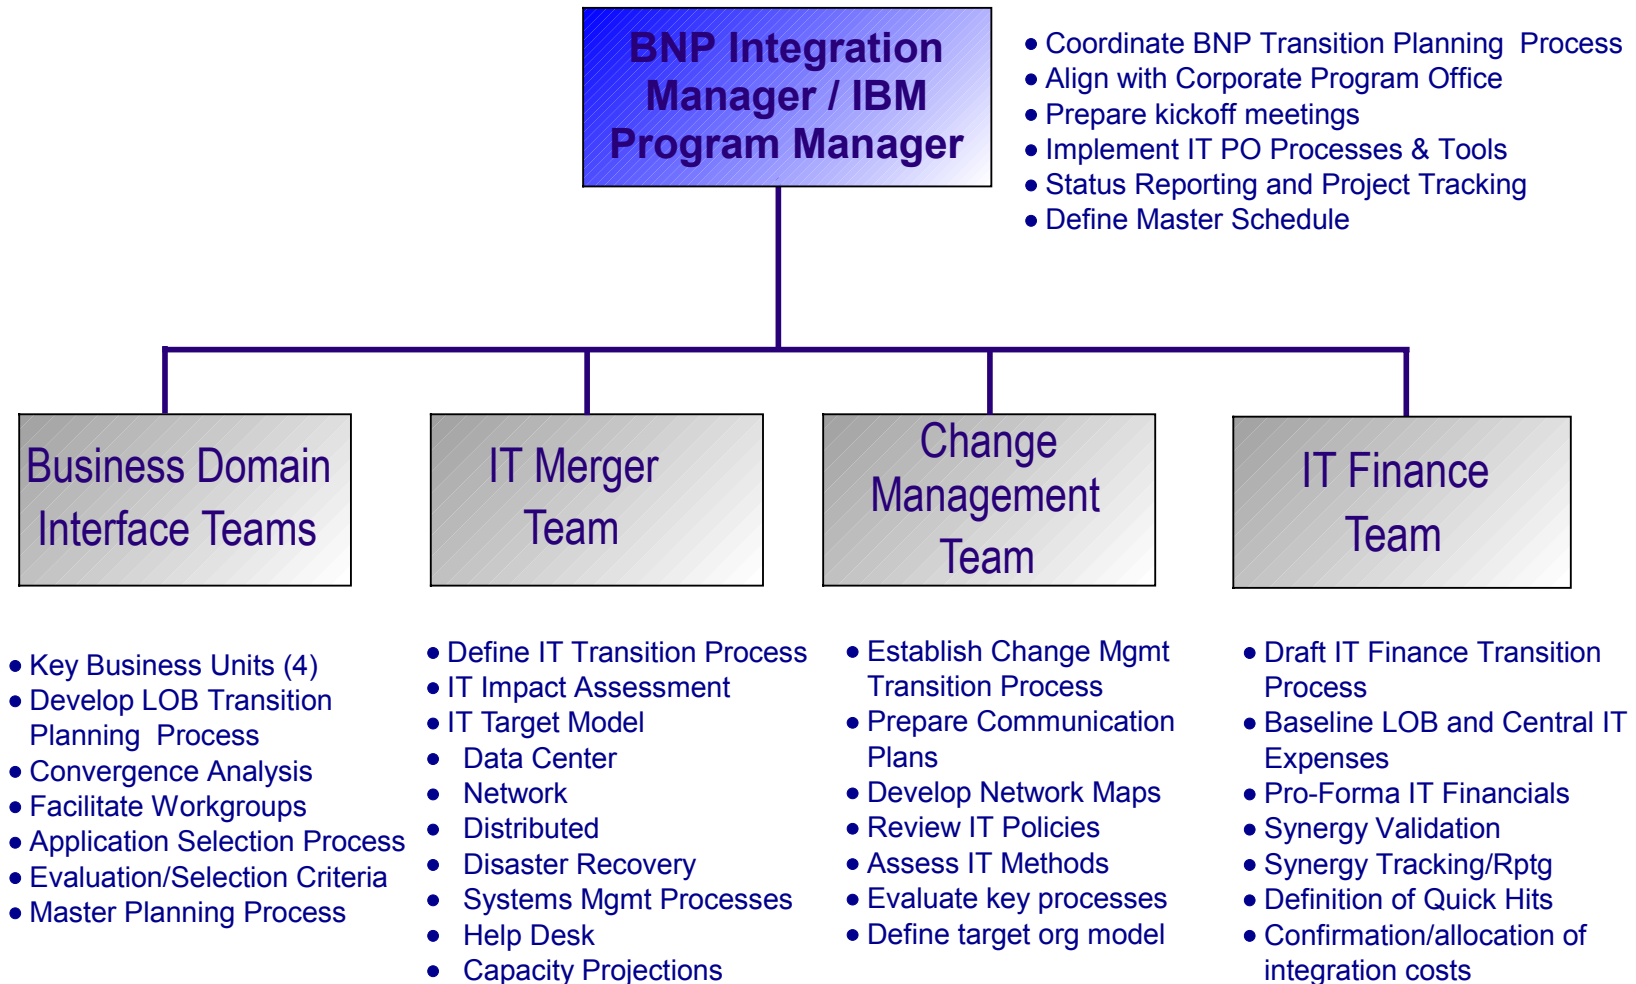 BNP Integration
Manager / IBM
Program Manager
• Coordinate BNP Transition Planning Process
• Align with Corporate Program Office
• Prepare kickoff meetings
• Implement IT PO Processes & Tools
• Status Reporting and Project Tracking
• Define Master Schedule
Business Domain
Interface Teams
IT Merger
Team
Change
Management
Team
IT Finance
Team
• Key Business Units (4)
• Develop LOB Transition
Planning Process
• Convergence Analysis
• Facilitate Workgroups
• Application Selection Process
• Evaluation/Selection Criteria
• Master Planning Process
• Define IT Transition Process
• IT Impact Assessment
• IT Target Model
• Data Center
• Network
• Distributed
• Disaster Recovery
• Systems Mgmt Processes
• Help Desk
• Capacity Projections
• Establish Change Mgmt
Transition Process
• Prepare Communication
Plans
• Develop Network Maps
• Review IT Policies
• Assess IT Methods
• Evaluate key processes
• Define target org model
• Draft IT Finance Transition
Process
• Baseline LOB and Central IT
Expenses
• Pro-Forma IT Financials
• Synergy Validation
• Synergy Tracking/Rptg
• Definition of Quick Hits
• Confirmation/allocation of
integration costs